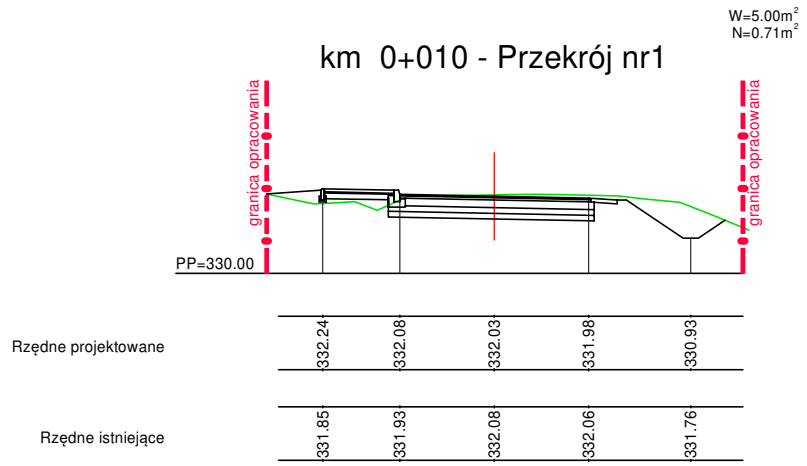 W=5.00m²
N=0.71m²
km 0+010 - Przekrój nr1
granica opracowania
granica opracowania
PP=330.00
Rzędne projektowane
332.24
332.08
332.03
331.98
330.93
Rzędne istniejące
331.85
331.93
332.08
332.06
331.76